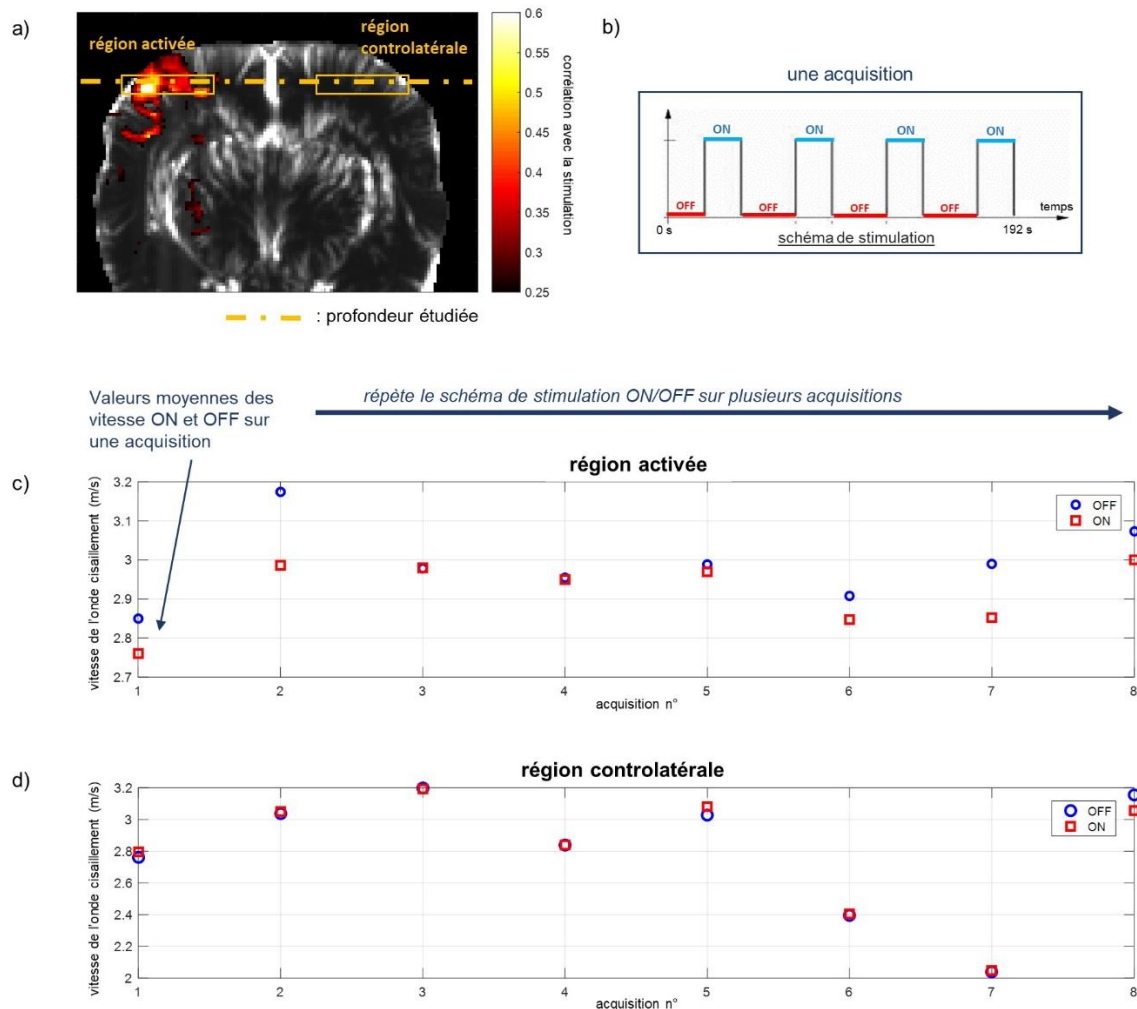 a)
région activée
région
controlatérale
0.6
0.55
0.5
0.45
0.4
0.35
0.3
0.25
corrélation avec la stimulation
: profondeur étudiée
b)
une acquisition
ON ON ON ON
OFF OFF OFF OFF
temps
0 s
192 s
schéma de stimulation
Valeurs moyennes des
vitesse ON et OFF sur
une acquisition
répète le schéma de stimulation ON/OFF sur plusieurs acquisitions
c)
région activée
vitesse de l'onde cisaillement (m/s)
3.2
3.1
3
2.9
2.8
2.7
OFF
ON
1 2 3 4 5 6 7 8
acquisition n°
d)
région controlatérale
vitesse de l'onde cisaillement (m/s)
3.2
3
2.8
2.6
2.4
2.2
2
OFF
ON
1 2 3 4 5 6 7 8
acquisition n°